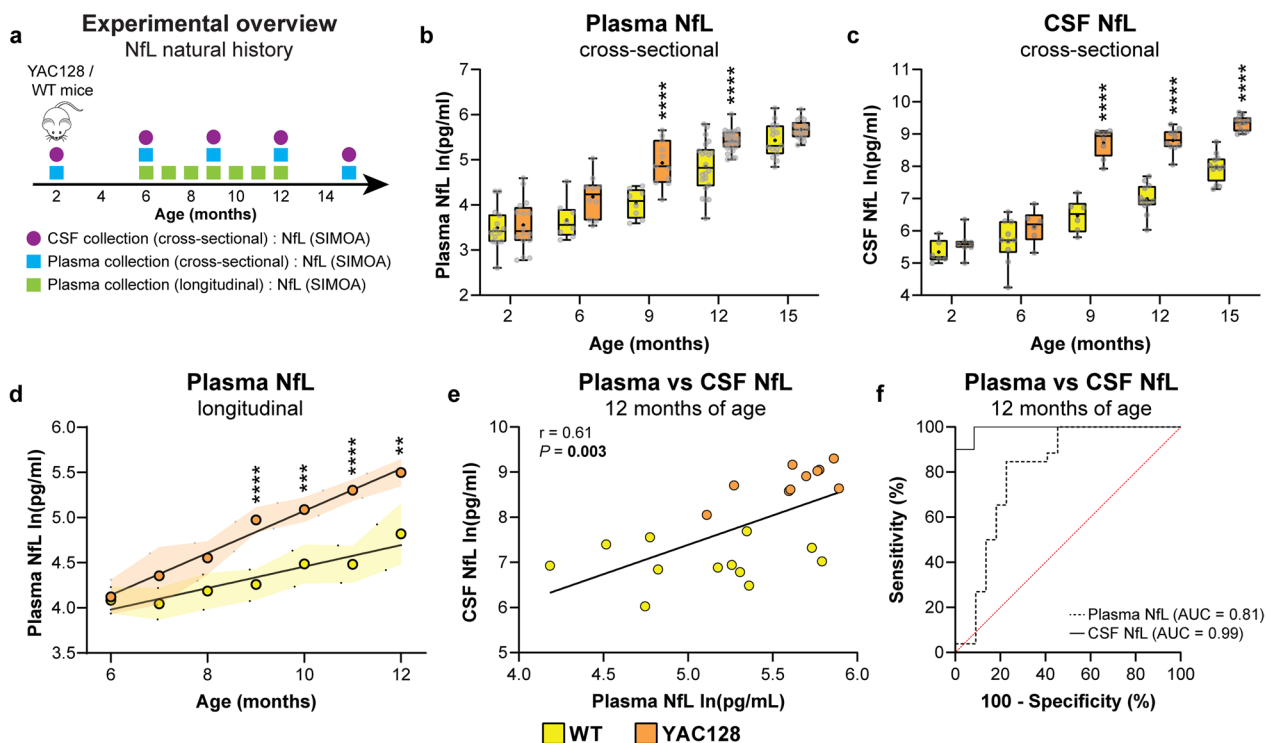 a
Experimental overview
NfL natural history
YAC128 /
WT mice
2 4 6 8 10 12 14
Age (months)
CSF collection (cross-sectional) : NfL (SIMOA)
Plasma collection (cross-sectional) : NfL (SIMOA)
Plasma collection (longitudinal) : NfL (SIMOA)
b
Plasma NfL
cross-sectional
Plasma NfL ln(pg/ml)
7
6
5
4
3
2
**** ****
2 6 9 12 15
Age (months)
c
CSF NfL
cross-sectional
CSF NfL ln(pg/ml)
11
10
9
8
7
6
5
4
**** **** ****
2 6 9 12 15
Age (months)
d
Plasma NfL
longitudinal
Plasma NfL ln(pg/ml)
6.0
5.5
5.0
4.5
4.0
3.5
**** *** **** **
6 8 10 12
Age (months)
e
Plasma vs CSF NfL
12 months of age
r = 0.61
P = 0.003
CSF NfL ln(pg/ml)
10
9
8
7
6
5
4.0 4.5 5.0 5.5 6.0
Plasma NfL ln(pg/mL)
f
Plasma vs CSF NfL
12 months of age
Sensitivity (%)
100
80
60
40
20
0
Plasma NfL (AUC = 0.81)
CSF NfL (AUC = 0.99)
0 20 40 60 80 100
100 - Specificity (%)
WT YAC128